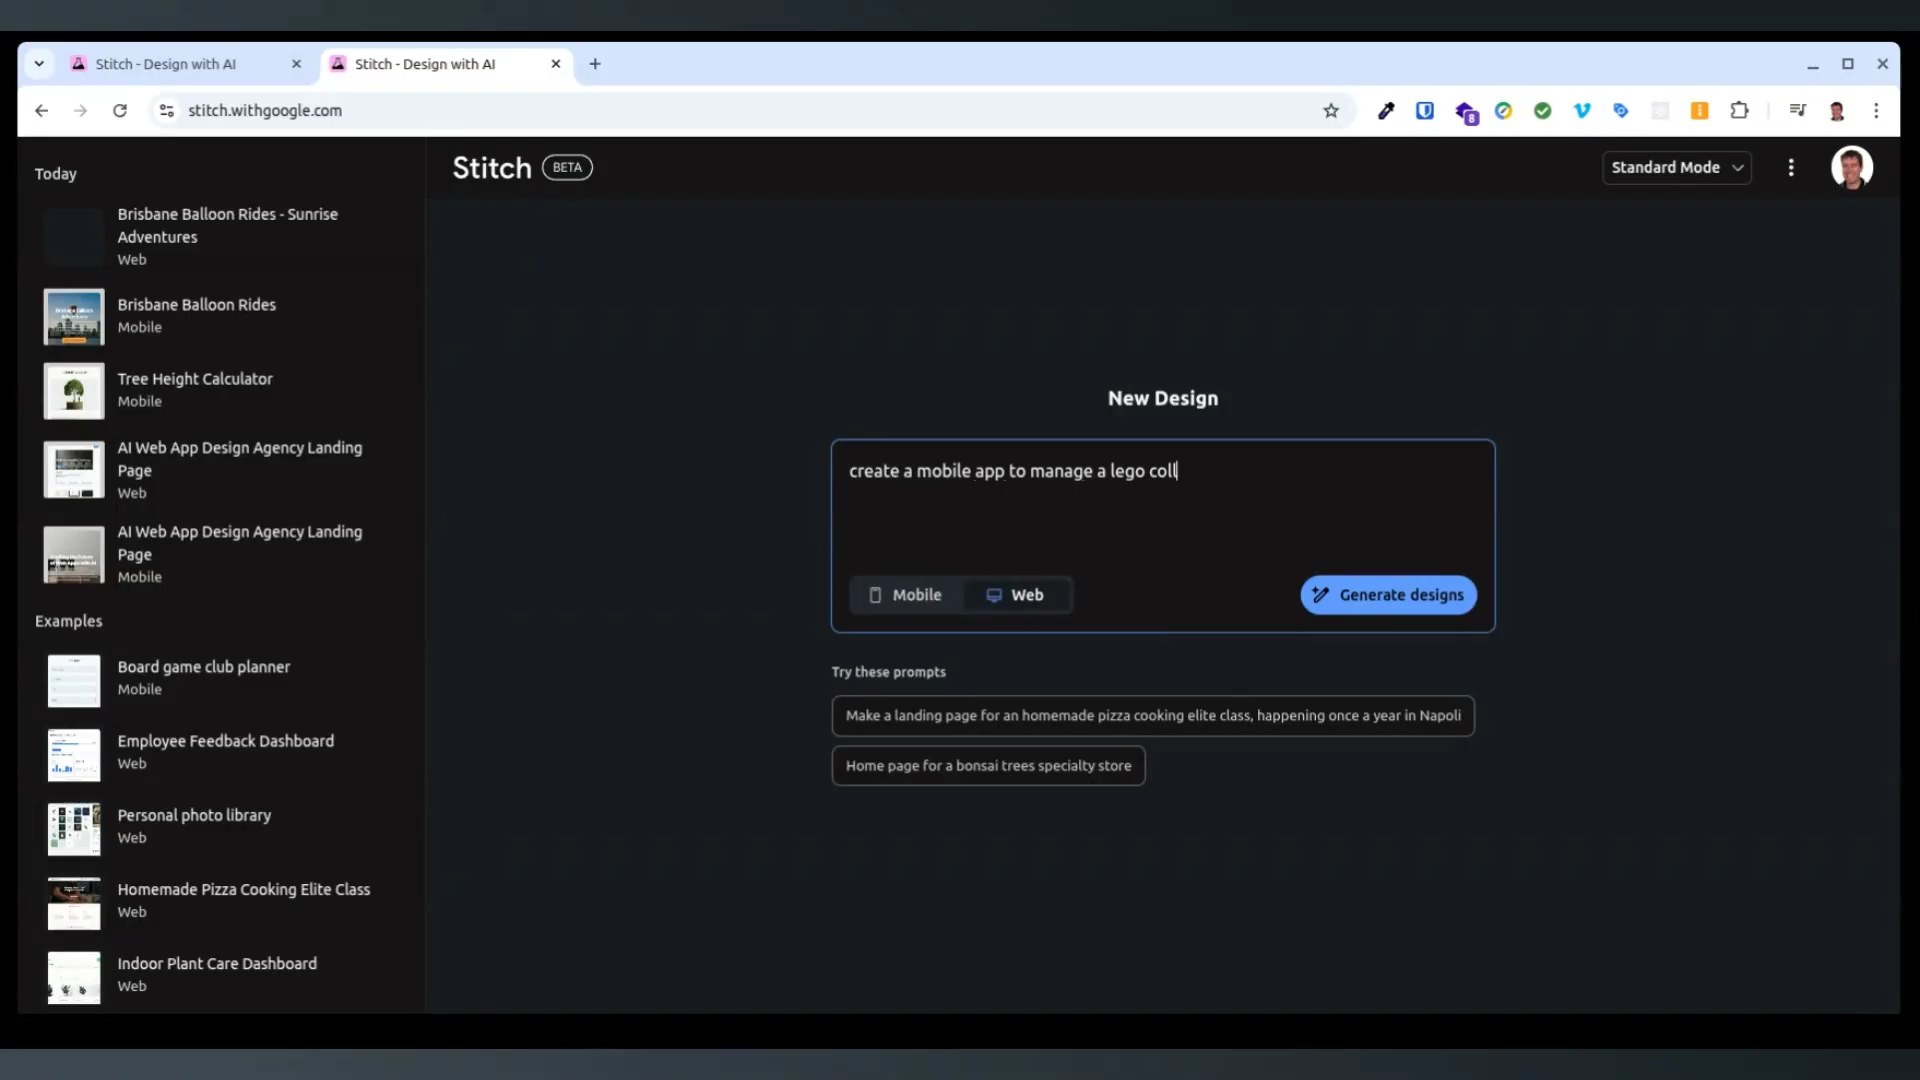 Stitch - Design with AI
Stitch - Design with AI
stitch.withgoogle.com
8
Today
Brisbane Balloon Rides - Sunrise
Adventures
Web
Brisbane Balloon Rides
Mobile
Tree Height Calculator
Mobile
AI Web App Design Agency Landing
Page
Web
AI Web App Design Agency Landing
Page
Mobile
Examples
Board game club planner
Mobile
Employee Feedback Dashboard
Web
Personal photo library
Web
Homemade Pizza Cooking Elite Class
Web
Indoor Plant Care Dashboard
Web
Stitch BETA
Standard Mode
New Design
create a mobile app to manage a lego coll
Mobile
Web
Generate designs
Try these prompts
Make a landing page for an homemade pizza cooking elite class, happening once a year in Napoli
Home page for a bonsai trees specialty store